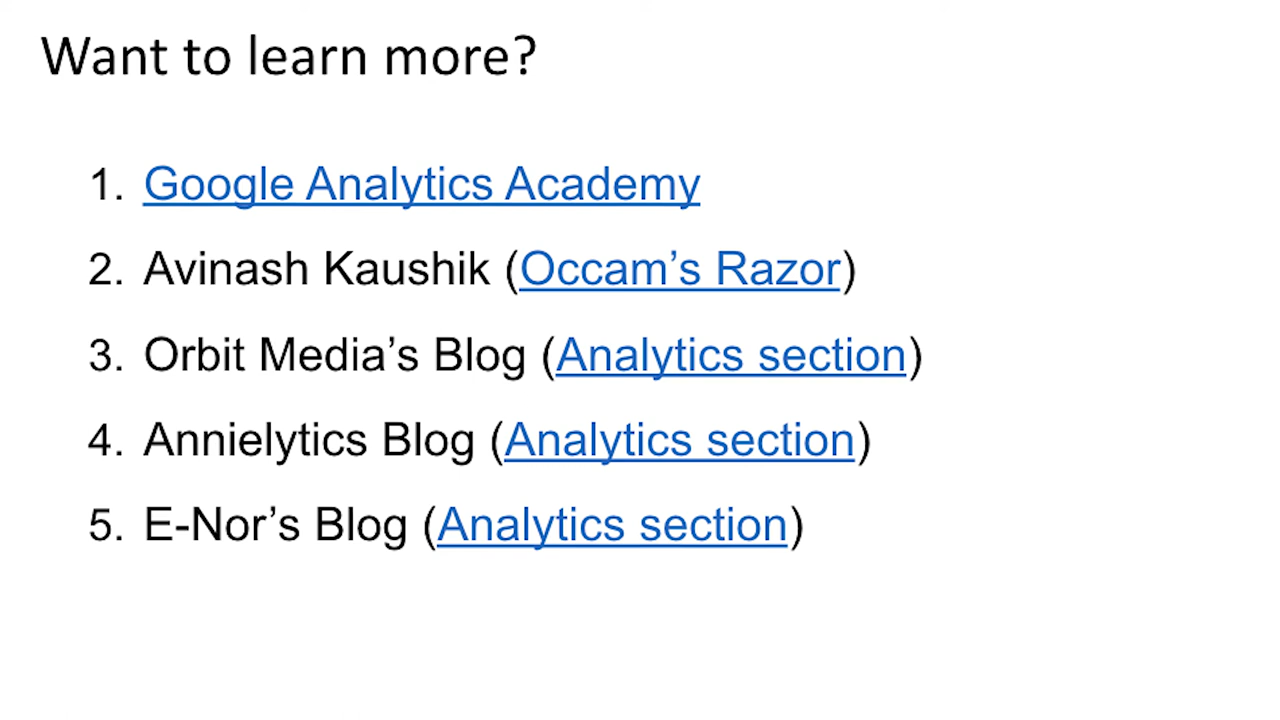 Want to learn more?
1. Google Analytics Academy
2. Avinash Kaushik (Occam’s Razor)
3. Orbit Media’s Blog (Analytics section)
4. Annielytics Blog (Analytics section)
5. E-Nor’s Blog (Analytics section)